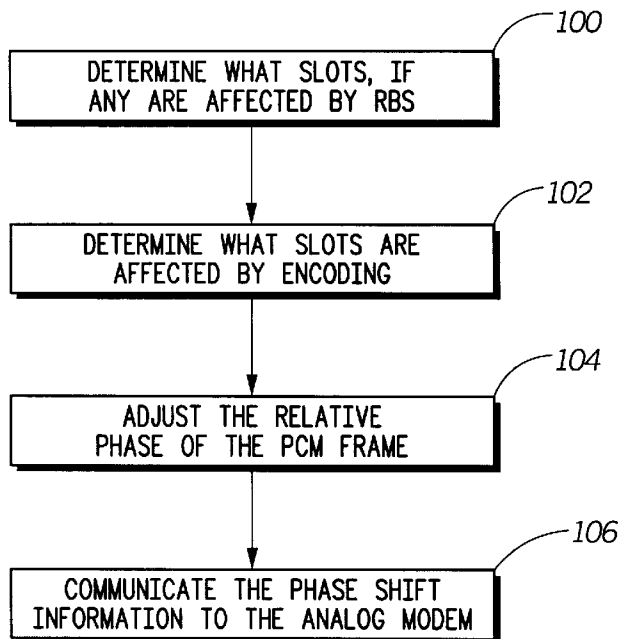 100
DETERMINE WHAT SLOTS, IF
ANY ARE AFFECTED BY RBS
102
DETERMINE WHAT SLOTS ARE
AFFECTED BY ENCODING
104
ADJUST THE RELATIVE
PHASE OF THE PCM FRAME
106
COMMUNICATE THE PHASE SHIFT
INFORMATION TO THE ANALOG MODEM